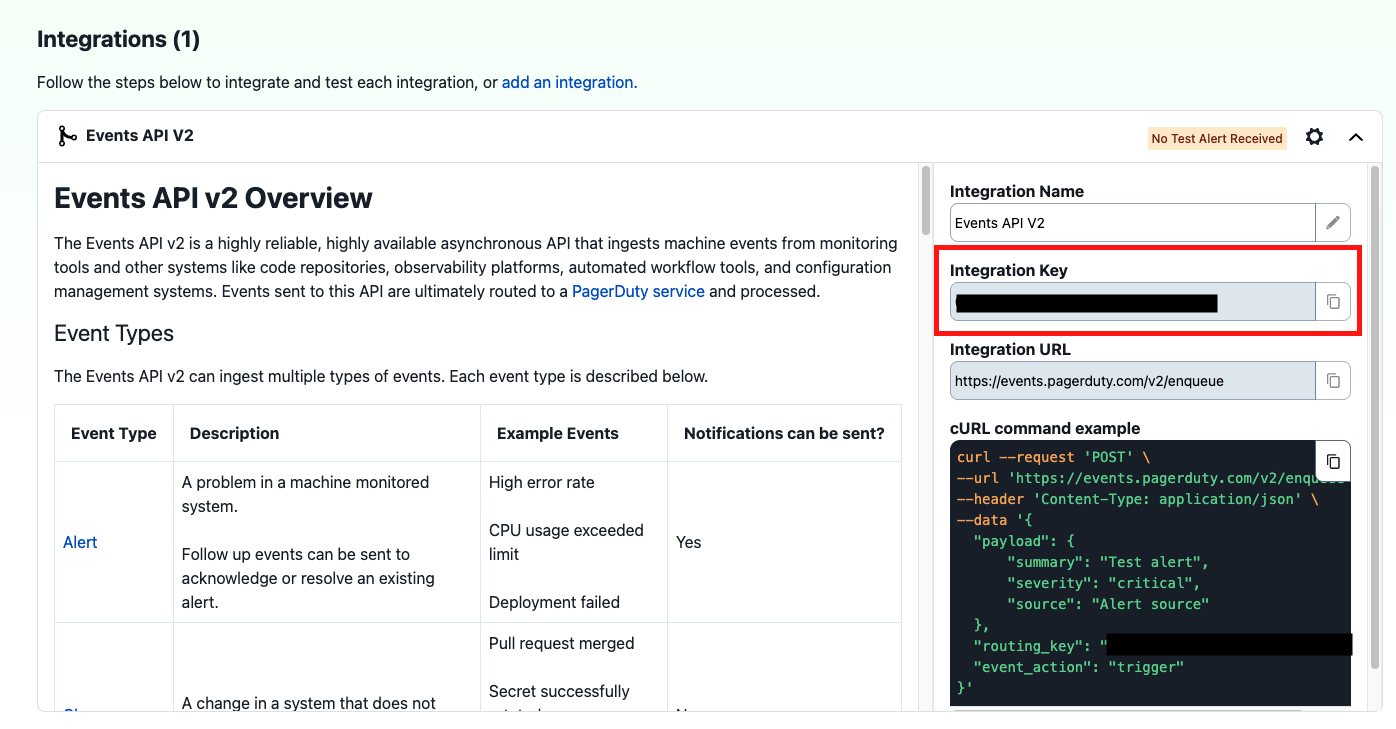 Integrations (1)
Follow the steps below to integrate and test each integration, or add an integration.
Events API V2
No Test Alert Received
Events API v2 Overview
The Events API v2 is a highly reliable, highly available asynchronous API that ingests machine events from monitoring
tools and other systems like code repositories, observability platforms, automated workflow tools, and configuration
management systems. Events sent to this API are ultimately routed to a PagerDuty service and processed.
Event Types
The Events API v2 can ingest multiple types of events. Each event type is described below.
Event Type
Description
Example Events
Notifications can be sent?
Alert
A problem in a machine monitored
system.
Follow up events can be sent to
acknowledge or resolve an existing
alert.
High error rate
CPU usage exceeded
limit
Deployment failed
Yes
A change in a system that does not
Pull request merged
Secret successfully
Integration Name
Events API V2
Integration Key
Integration URL
https://events.pagerduty.com/v2/enqueue
cURL command example
curl --request 'POST' \
--url 'https://events.pagerduty.com/v2/enqueue
--header 'Content-Type: application/json' \
--data '{
"payload": {
"summary": "Test alert",
"severity": "critical",
"source": "Alert source"
},
"routing_key": "
"event_action": "trigger"
}'